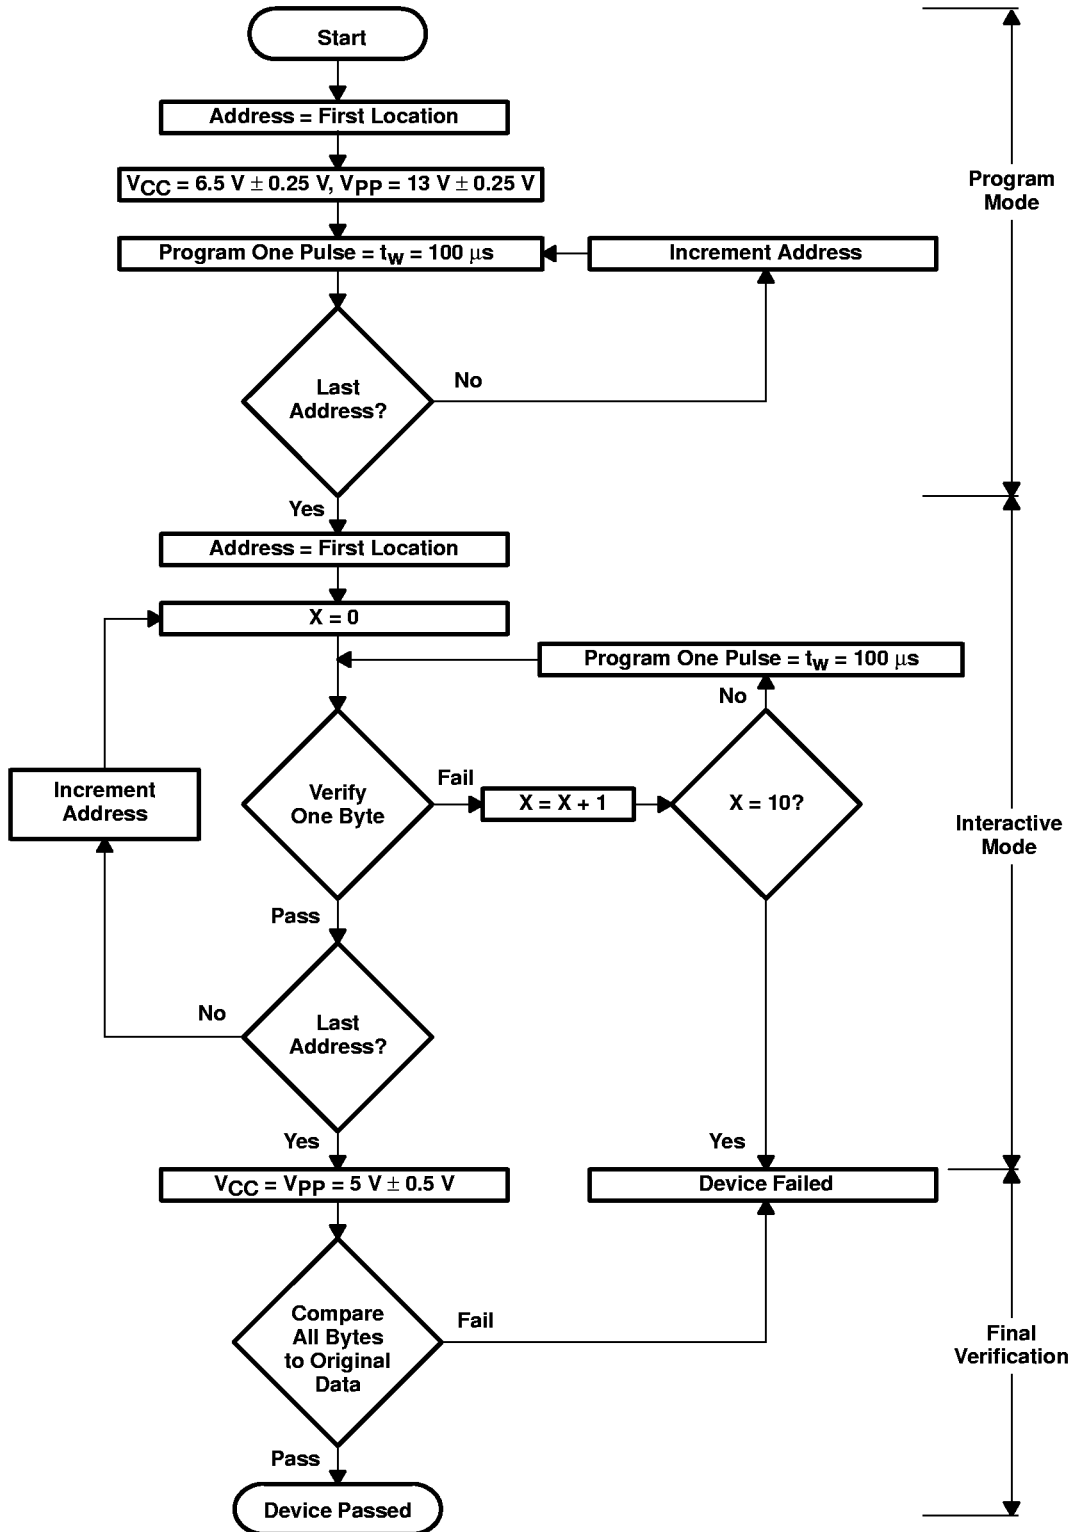 Start
Address = First Location
VCC = 6.5 V ± 0.25 V, VPP = 13 V ± 0.25 V
Program One Pulse = tw = 100 μs
Increment Address
Last
Address?
No
Yes
Program
Mode
Address = First Location
X = 0
Program One Pulse = tw = 100 μs
No
Increment
Address
Verify
One Byte
Fail
X = X + 1
X = 10?
Interactive
Mode
Pass
No
Last
Address?
Yes
Yes
VCC = VPP = 5 V ± 0.5 V
Device Failed
Compare
All Bytes
to Original
Data
Fail
Final
Verification
Pass
Device Passed